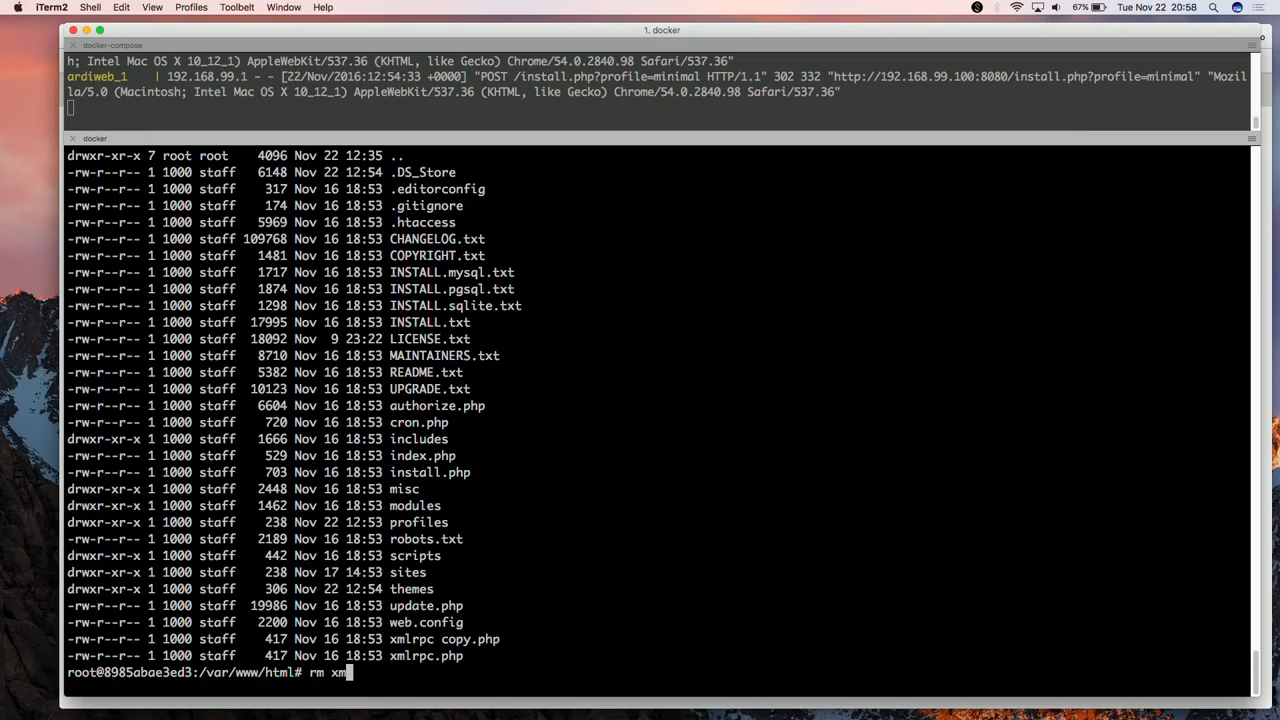 iTerm2 Shell Edit View Profiles Toolbelt Window Help 67% Tue Nov 22 20:58
1. docker
docker-compose
h; Intel Mac OS X 10_12_1) AppleWebKit/537.36 (KHTML, like Gecko) Chrome/54.0.2840.98 Safari/537.36"
ardiweb_1 | 192.168.99.1 - - [22/Nov/2016:12:54:33 +0000] "POST /install.php?profile=minimal HTTP/1.1" 302 332 "http://192.168.99.100:8080/install.php?profile=minimal" "Mozil
la/5.0 (Macintosh; Intel Mac OS X 10_12_1) AppleWebKit/537.36 (KHTML, like Gecko) Chrome/54.0.2840.98 Safari/537.36"
docker
drwxr-xr-x 7 root root 4096 Nov 22 12:35 ..
-rw-r--r-- 1 1000 staff 6148 Nov 22 12:54 .DS_Store
-rw-r--r-- 1 1000 staff 317 Nov 16 18:53 .editorconfig
-rw-r--r-- 1 1000 staff 174 Nov 16 18:53 .gitignore
-rw-r--r-- 1 1000 staff 5969 Nov 16 18:53 .htaccess
-rw-r--r-- 1 1000 staff 109768 Nov 16 18:53 CHANGELOG.txt
-rw-r--r-- 1 1000 staff 1481 Nov 16 18:53 COPYRIGHT.txt
-rw-r--r-- 1 1000 staff 1717 Nov 16 18:53 INSTALL.mysql.txt
-rw-r--r-- 1 1000 staff 1874 Nov 16 18:53 INSTALL.pgsql.txt
-rw-r--r-- 1 1000 staff 1298 Nov 16 18:53 INSTALL.sqlite.txt
-rw-r--r-- 1 1000 staff 17995 Nov 16 18:53 INSTALL.txt
-rw-r--r-- 1 1000 staff 18092 Nov 9 23:22 LICENSE.txt
-rw-r--r-- 1 1000 staff 8710 Nov 16 18:53 MAINTAINERS.txt
-rw-r--r-- 1 1000 staff 5382 Nov 16 18:53 README.txt
-rw-r--r-- 1 1000 staff 10123 Nov 16 18:53 UPGRADE.txt
-rw-r--r-- 1 1000 staff 6604 Nov 16 18:53 authorize.php
-rw-r--r-- 1 1000 staff 720 Nov 16 18:53 cron.php
drwxr-xr-x 1 1000 staff 1666 Nov 16 18:53 includes
-rw-r--r-- 1 1000 staff 529 Nov 16 18:53 index.php
-rw-r--r-- 1 1000 staff 703 Nov 16 18:53 install.php
drwxr-xr-x 1 1000 staff 2448 Nov 16 18:53 misc
drwxr-xr-x 1 1000 staff 1462 Nov 16 18:53 modules
drwxr-xr-x 1 1000 staff 238 Nov 22 12:53 profiles
-rw-r--r-- 1 1000 staff 2189 Nov 16 18:53 robots.txt
drwxr-xr-x 1 1000 staff 442 Nov 16 18:53 scripts
drwxr-xr-x 1 1000 staff 238 Nov 17 14:53 sites
drwxr-xr-x 1 1000 staff 306 Nov 22 12:54 themes
-rw-r--r-- 1 1000 staff 19986 Nov 16 18:53 update.php
-rw-r--r-- 1 1000 staff 2200 Nov 16 18:53 web.config
-rw-r--r-- 1 1000 staff 417 Nov 16 18:53 xmlrpc copy.php
-rw-r--r-- 1 1000 staff 417 Nov 16 18:53 xmlrpc.php
root@8985abae3ed3:/var/www/html# rm xm